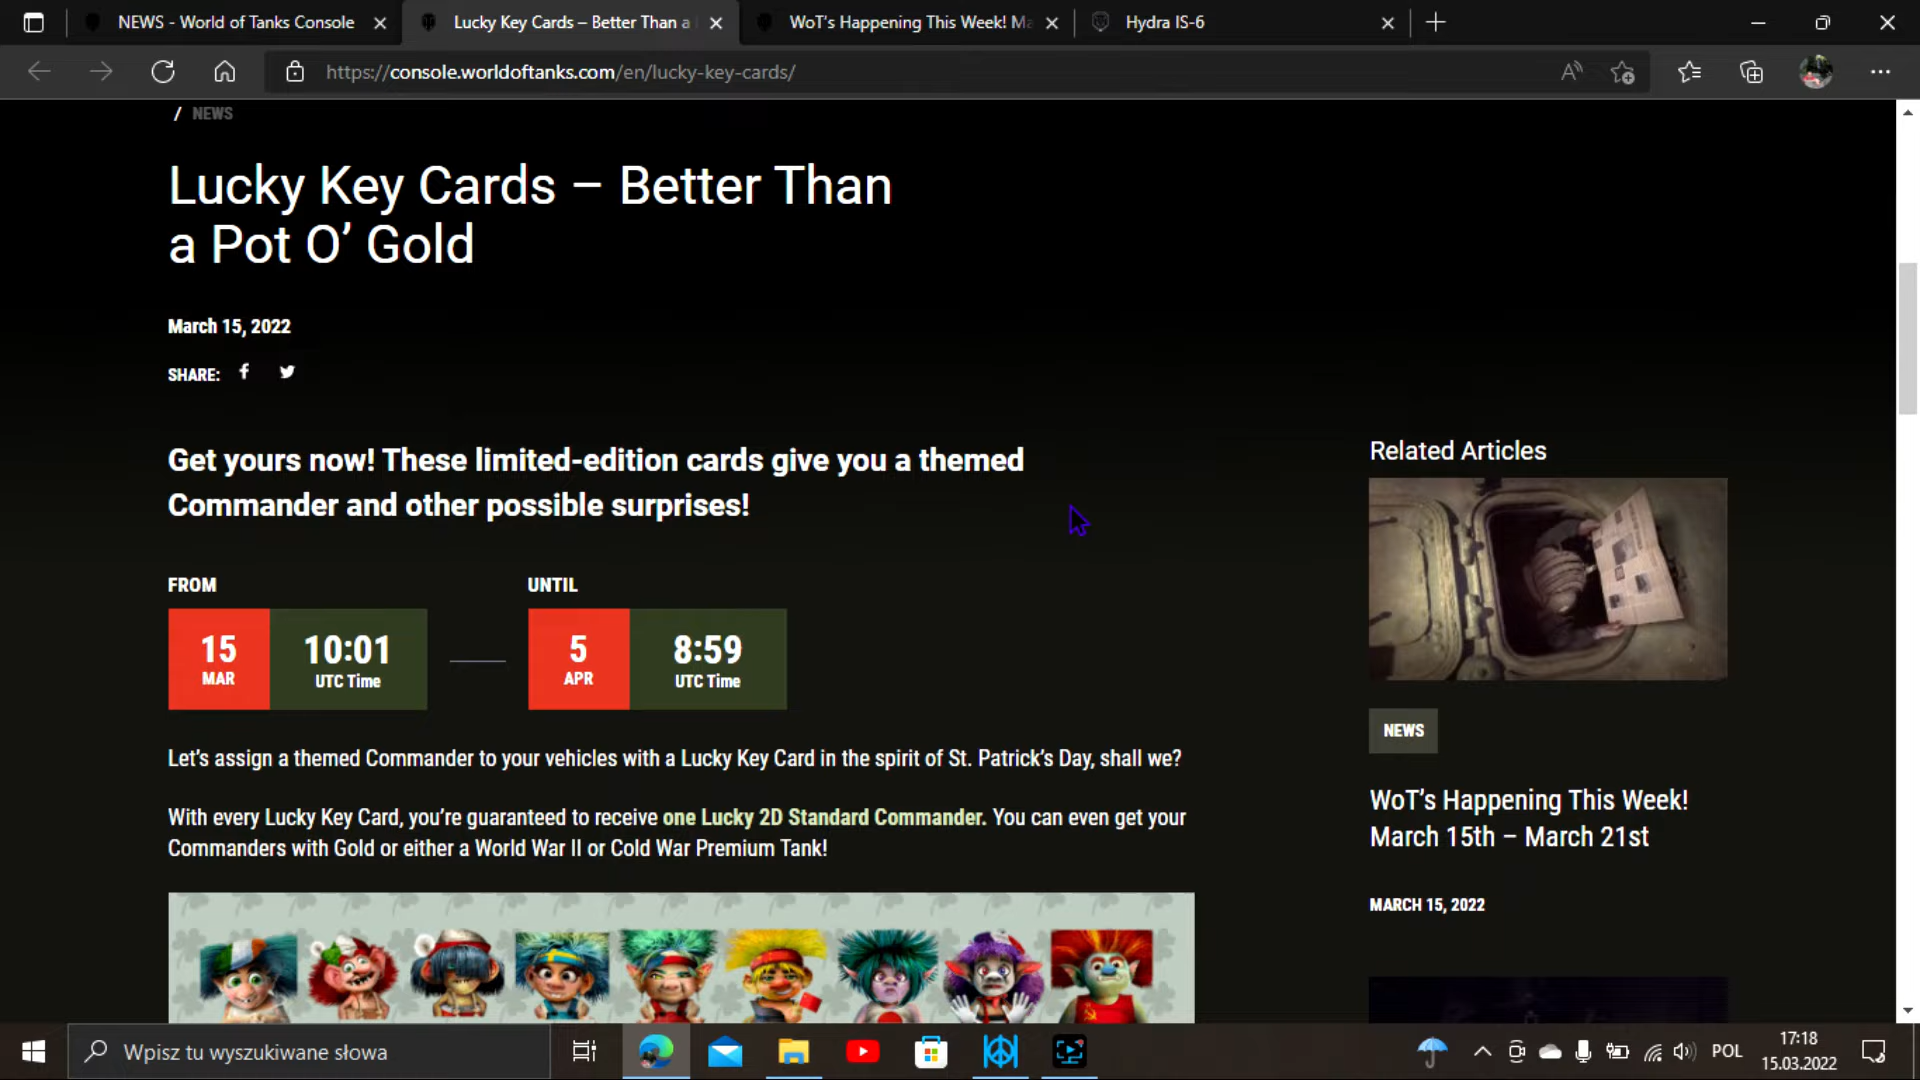 NEWS - World of Tanks Console
Lucky Key Cards – Better Than a
WoT's Happening This Week! Ma
Hydra IS-6
https://console.worldoftanks.com/en/lucky-key-cards/
/ NEWS
Lucky Key Cards – Better Than
a Pot O' Gold
March 15, 2022
SHARE:
Get yours now! These limited-edition cards give you a themed
Commander and other possible surprises!
FROM
UNTIL
15
MAR
10:01
UTC Time
5
APR
8:59
UTC Time
Let's assign a themed Commander to your vehicles with a Lucky Key Card in the spirit of St. Patrick's Day, shall we?
With every Lucky Key Card, you're guaranteed to receive one Lucky 2D Standard Commander. You can even get your
Commanders with Gold or either a World War II or Cold War Premium Tank!
Related Articles
NEWS
WoT's Happening This Week!
March 15th – March 21st
MARCH 15, 2022
Wpisz tu wyszukiwane słowa
POL
17:18
15.03.2022